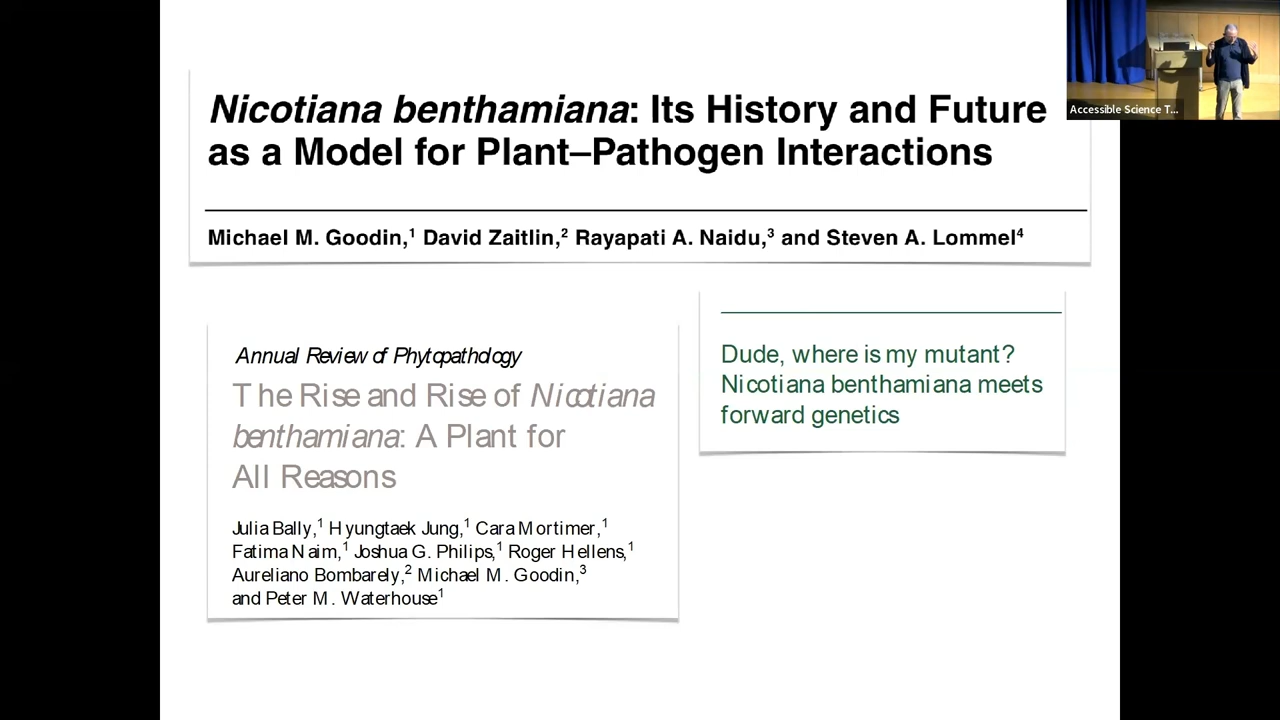 Nicotiana benthamiana: Its History and Future
as a Model for Plant–Pathogen Interactions
Michael M. Goodin,1 David Zaitlin,2 Rayapati A. Naidu,3 and Steven A. Lommel4
Annual Review of Phytopathology
The Rise and Rise of Nicotiana
benthamiana: A Plant for
All Reasons
Julia Bally,1 Hyungtaek Jung,1 Cara Mortimer,1
Fatima Naim,1 Joshua G. Philips,1 Roger Hellens,1
Aureliano Bombarely,2 Michael M. Goodin,3
and Peter M. Waterhouse1
Dude, where is my mutant?
Nicotiana benthamiana meets
forward genetics
Accessible Science T...